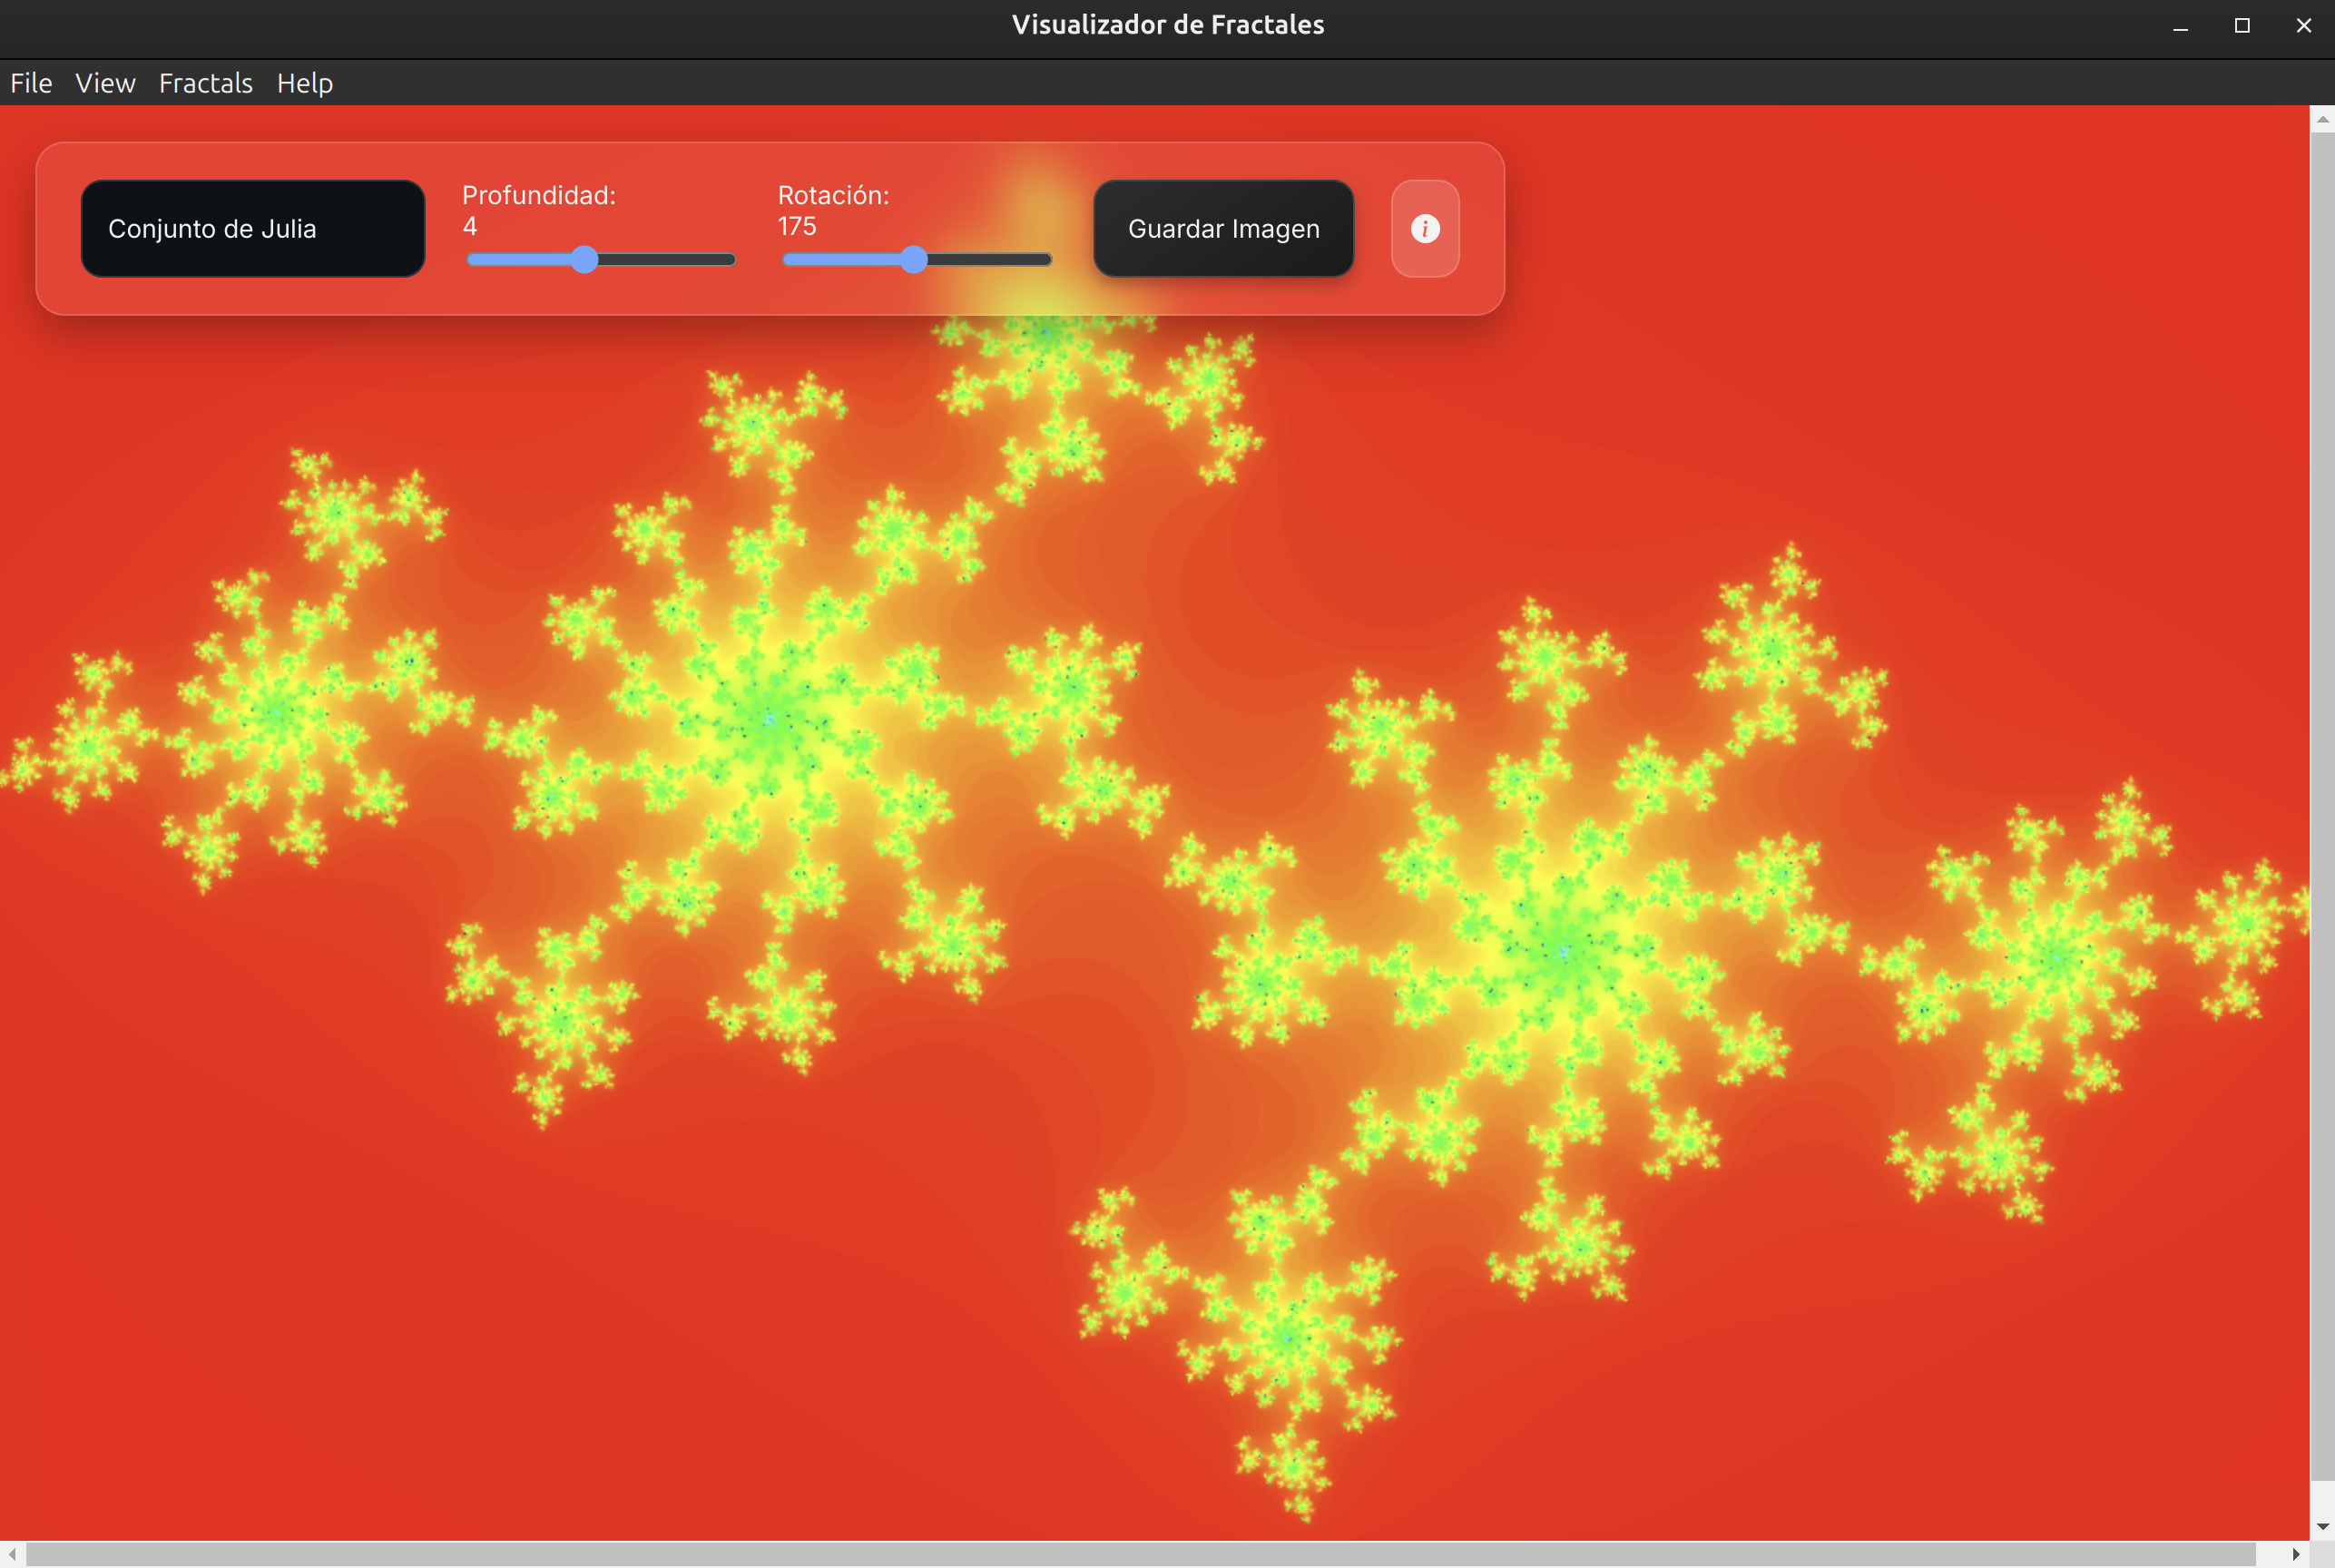 Visualizador de Fractales
File View Fractals Help
Conjunto de Julia
Profundidad:
4
Rotación:
175
Guardar Imagen
i